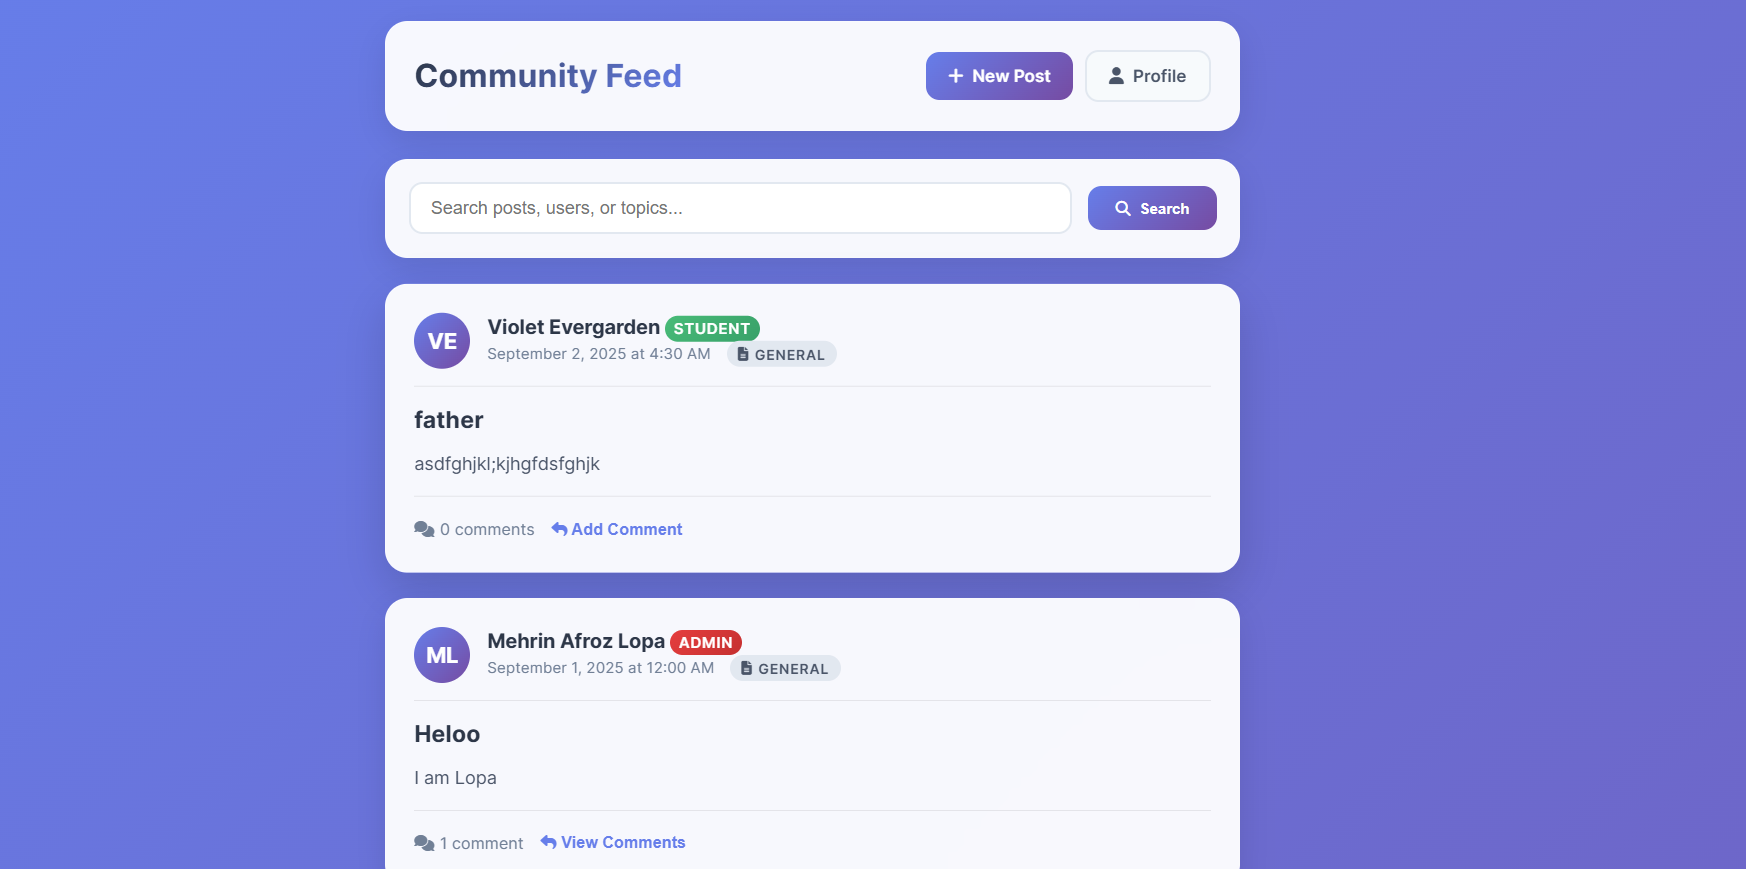 Community Feed
New Post
Profile
Search posts, users, or topics...
Search
VE
Violet Evergarden STUDENT
September 2, 2025 at 4:30 AM GENERAL
father
asdfghjkl;kjhgfdsfghjk
0 comments Add Comment
ML
Mehrin Afroz Lopa ADMIN
September 1, 2025 at 12:00 AM GENERAL
Heloo
I am Lopa
1 comment View Comments